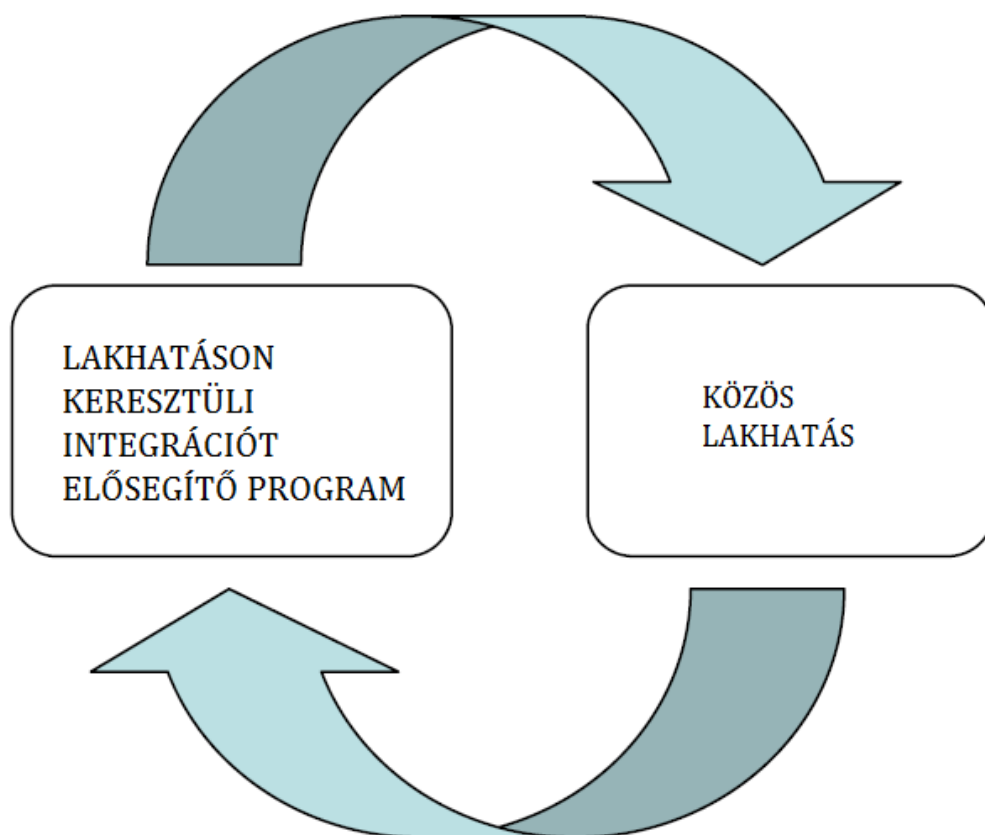 LAKHATÁSON
KERESZTÜLI
INTEGRÁCIÓT
ELŐSEGÍTŐ PROGRAM
KÖZÖS
LAKHATÁS